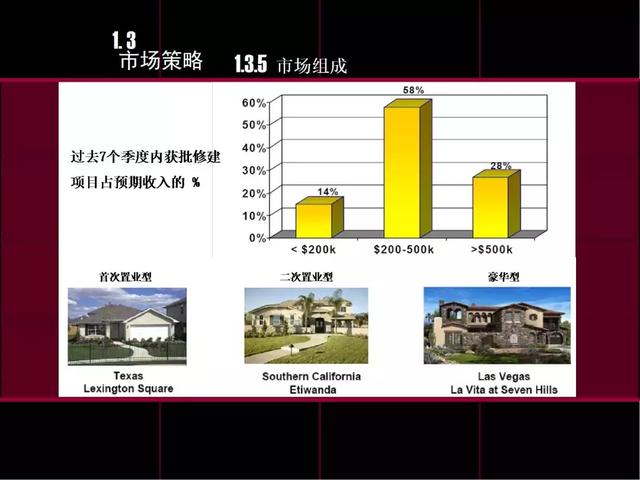 1.3
市场策略
1.3.5 市场组成
过去7个季度内获批修建
项目占预期收入的 %
60%
50%
40%
30%
20%
10%
0%
14%
58%
28%
< $200k
$200-500k
>$500k
首次置业型
二次置业型
豪华型
Texas
Lexington Square
Southern California
Etiwanda
Las Vegas
La Vita at Seven Hills